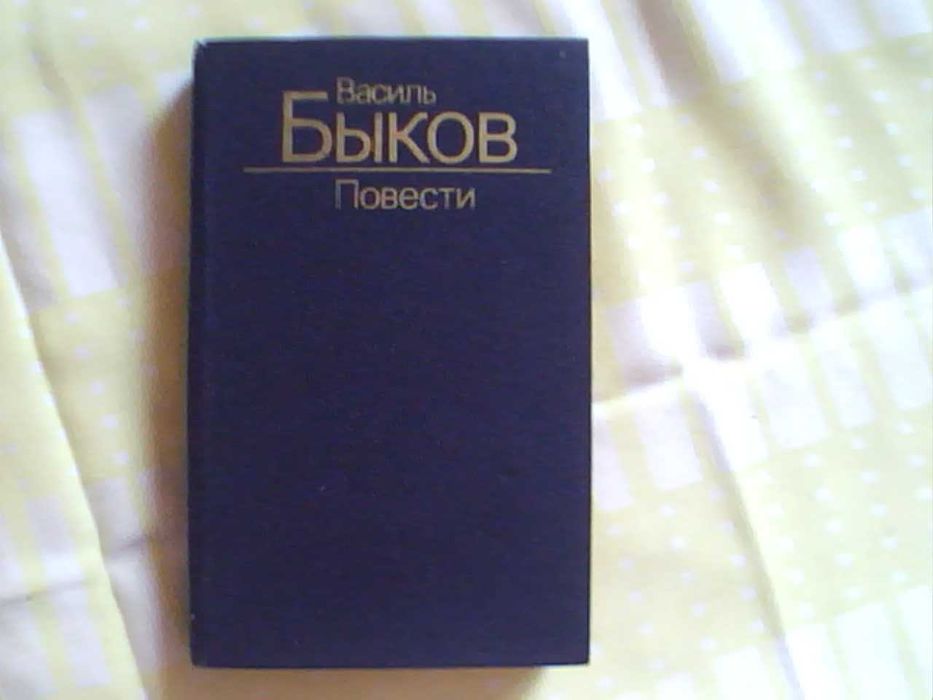 Василь
Быков
Повести